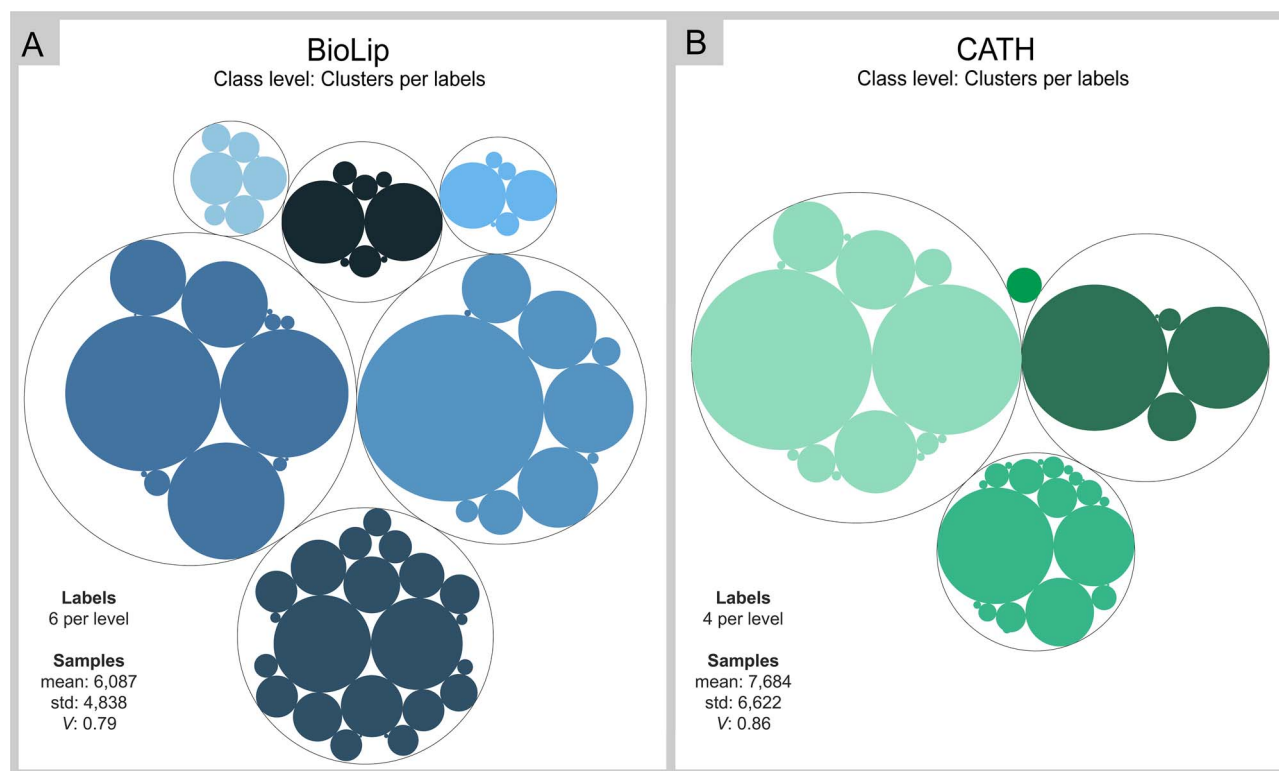 A
BioLip
Class level: Clusters per labels
Labels
6 per level
Samples
mean: 6,087
std: 4,838
V: 0.79
B
CATH
Class level: Clusters per labels
Labels
4 per level
Samples
mean: 7,684
std: 6,622
V: 0.86